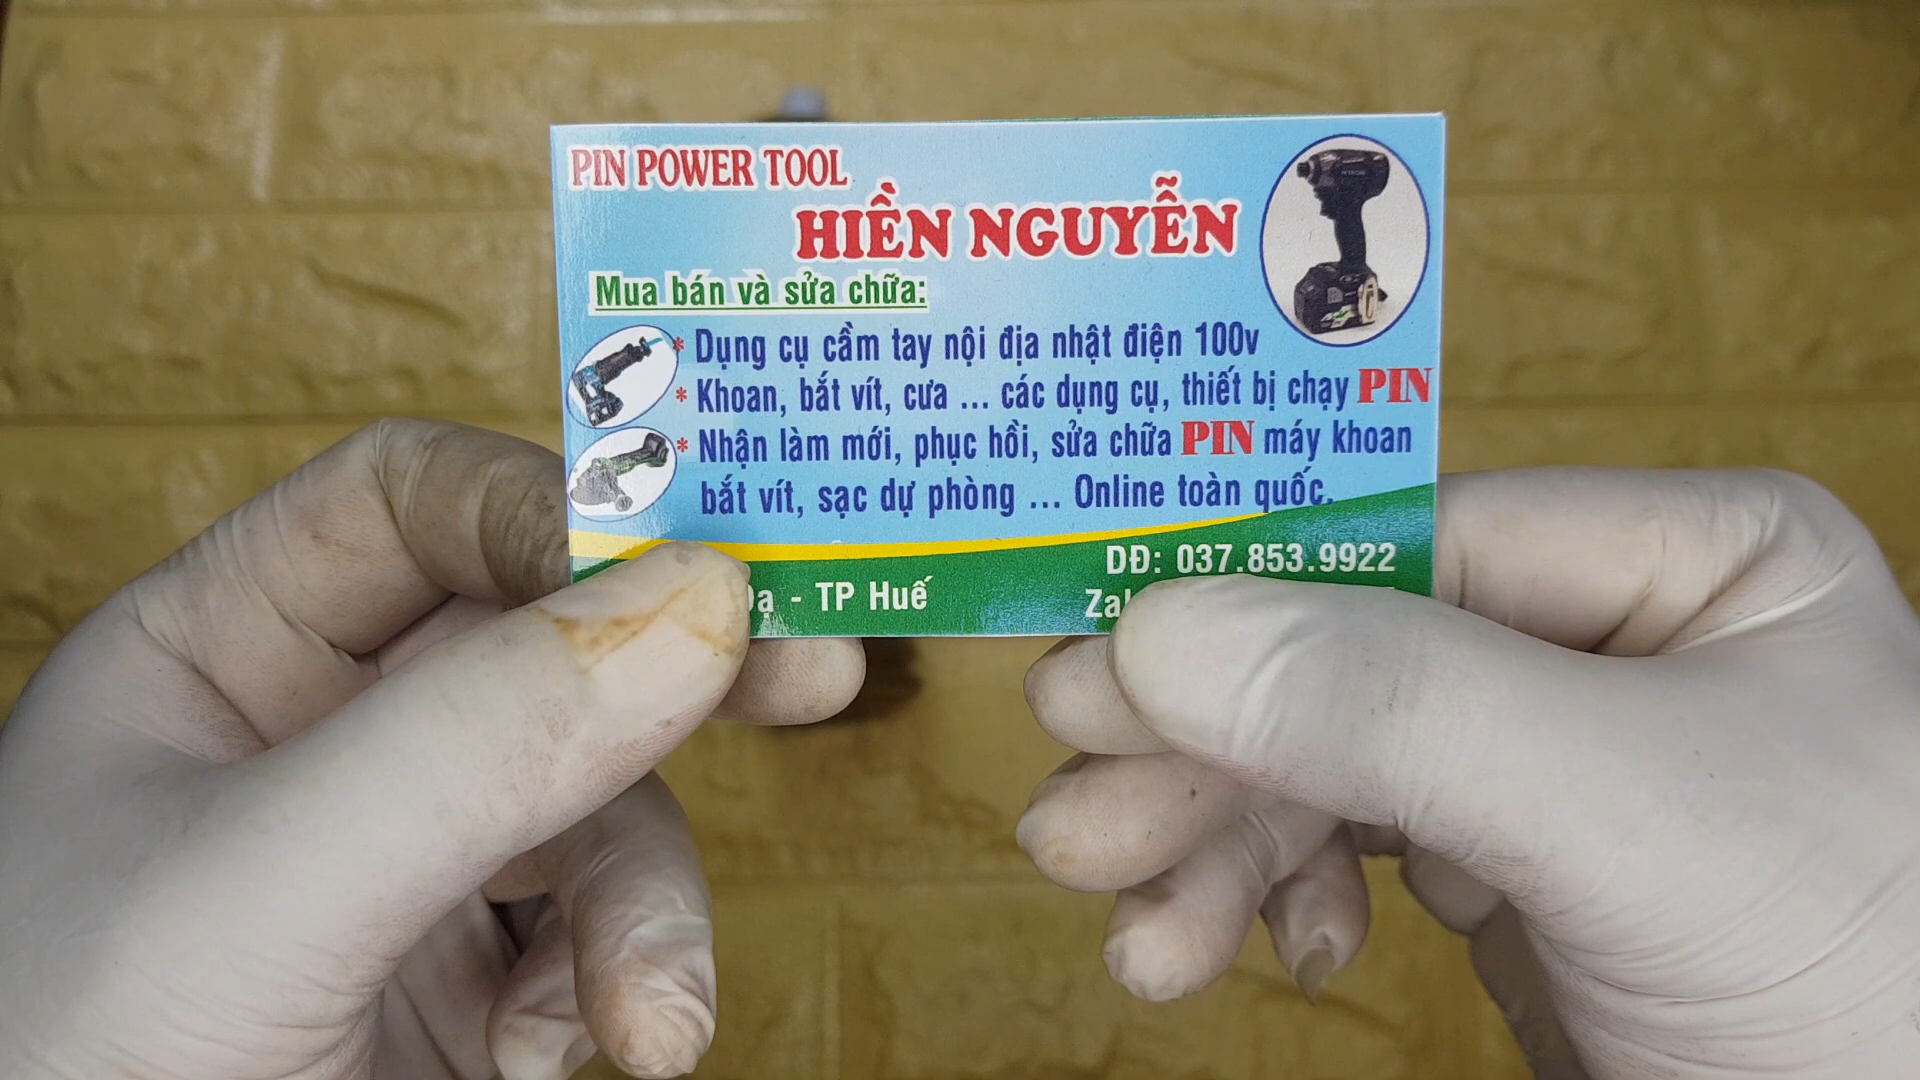 PIN POWER TOOL
HIỀN NGUYỄN
Mua bán và sửa chữa:
* Dụng cụ cầm tay nội địa nhật điện 100v
* Khoan, bắt vít, cưa ... các dụng cụ, thiết bị chạy PIN
* Nhận làm mới, phục hồi, sửa chữa PIN máy khoan
bắt vít, sạc dự phòng ... Online toàn quốc.
DĐ: 037.853.9922
- TP Huế